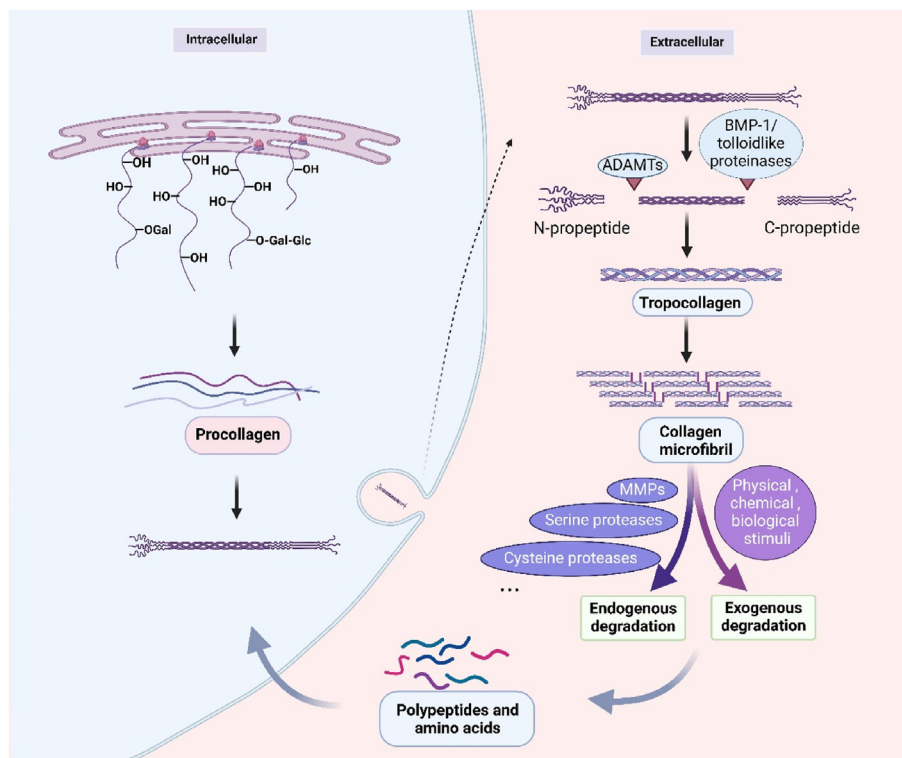 Intracellular
OH
OH
HO
HO
OGal
OH
HO
OH
HO
O-Gal-Glc
OH
Procollagen
Extracellular
BMP-1/
tolloidlike
proteinases
ADAMTs
N-propeptide
C-propeptide
Tropocollagen
Collagen
microfibril
MMPs
Serine proteases
Cysteine proteases
...
Physical ,
chemical ,
biological
stimuli
Endogenous
degradation
Exogenous
degradation
Polypeptides and
amino acids